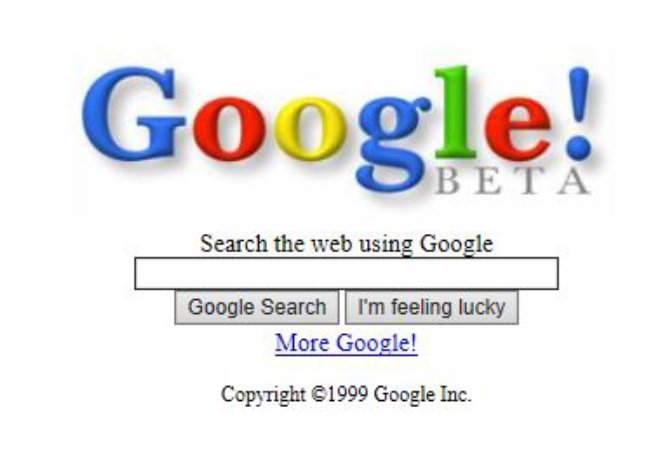 Google!
BETA
Search the web using Google
Google Search I'm feeling lucky
More Google!
Copyright ©1999 Google Inc.